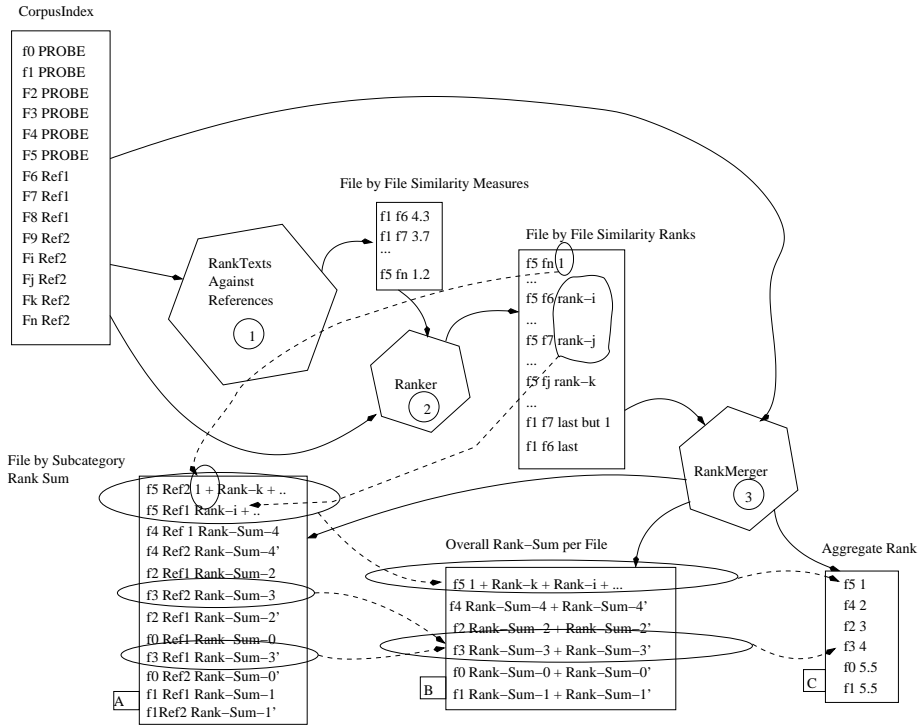 CorpusIndex
f0 PROBE
f1 PROBE
F2 PROBE
F3 PROBE
F4 PROBE
F5 PROBE
F6 Ref1
F7 Ref1
F8 Ref1
F9 Ref2
Fi Ref2
Fj Ref2
Fk Ref2
Fn Ref2
RankTexts
Against
References
1
File by File Similarity Measures
f1 f6 4.3
f1 f7 3.7
...
f5 fn 1.2
Ranker
2
File by File Similarity Ranks
f5 fn 1
...
f5 f6 rank−i
...
f5 f7 rank−j
...
f5 fj rank−k
...
f1 f7 last but 1
f1 f6 last
RankMerger
3
File by Subcategory
Rank Sum
f5 Ref2 1 + Rank−k + ..
f5 Ref1 Rank−i + ..
f4 Ref 1 Rank−Sum−4
f4 Ref2 Rank−Sum−4’
f2 Ref1 Rank−Sum−2
f3 Ref2 Rank−Sum−3
f2 Ref1 Rank−Sum−2’
f0 Ref1 Rank−Sum−0
f3 Ref1 Rank−Sum−3’
f0 Ref2 Rank−Sum−0’
f1 Ref1 Rank−Sum−1
f1Ref2 Rank−Sum−1’
A
Overall Rank−Sum per File
f5 1 + Rank−k + Rank−i + ...
f4 Rank−Sum−4 + Rank−Sum−4’
f2 Rank−Sum−2 + Rank−Sum−2’
f3 Rank−Sum−3 + Rank−Sum−3’
f0 Rank−Sum−0 + Rank−Sum−0’
f1 Rank−Sum−1 + Rank−Sum−1’
B
Aggregate Rank
f5 1
f4 2
f2 3
f3 4
f0 5.5
f1 5.5
C